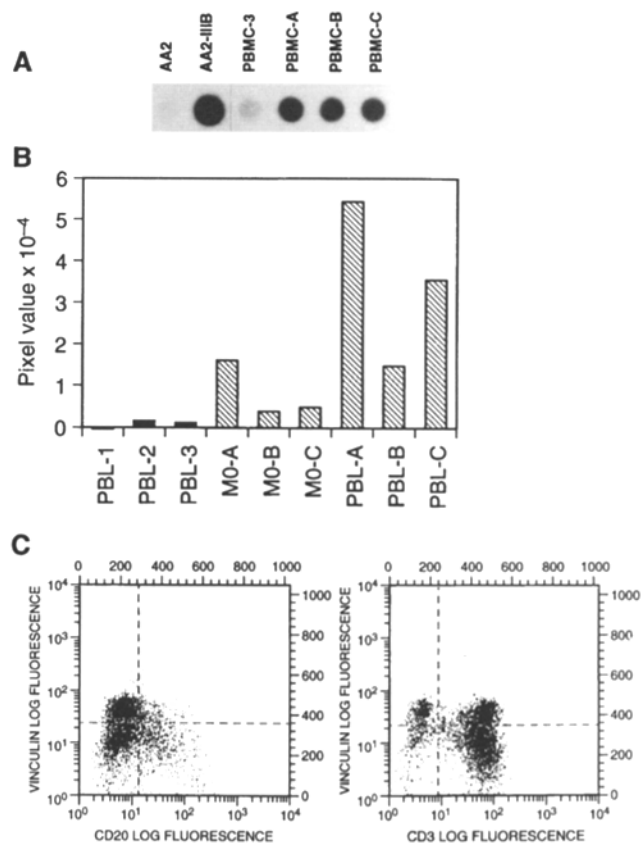 A
AA2
AA2-IIIB
PBMC-3
PBMC-A
PBMC-B
PBMC-C
B
Pixel value x 10⁻⁴
6
5
4
3
2
1
0
PBL-1
PBL-2
PBL-3
M0-A
M0-B
M0-C
PBL-A
PBL-B
PBL-C
C
0 200 400 600 800 1000
VINCULIN LOG FLUORESCENCE
10⁴
10³
10²
10¹
10⁰
1000
800
600
400
200
0
10⁰ 10¹ 10² 10³ 10⁴
CD20 LOG FLUORESCENCE
0 200 400 600 800 1000
VINCULIN LOG FLUORESCENCE
10⁴
10³
10²
10¹
10⁰
1000
800
600
400
200
0
10⁰ 10¹ 10² 10³ 10⁴
CD3 LOG FLUORESCENCE